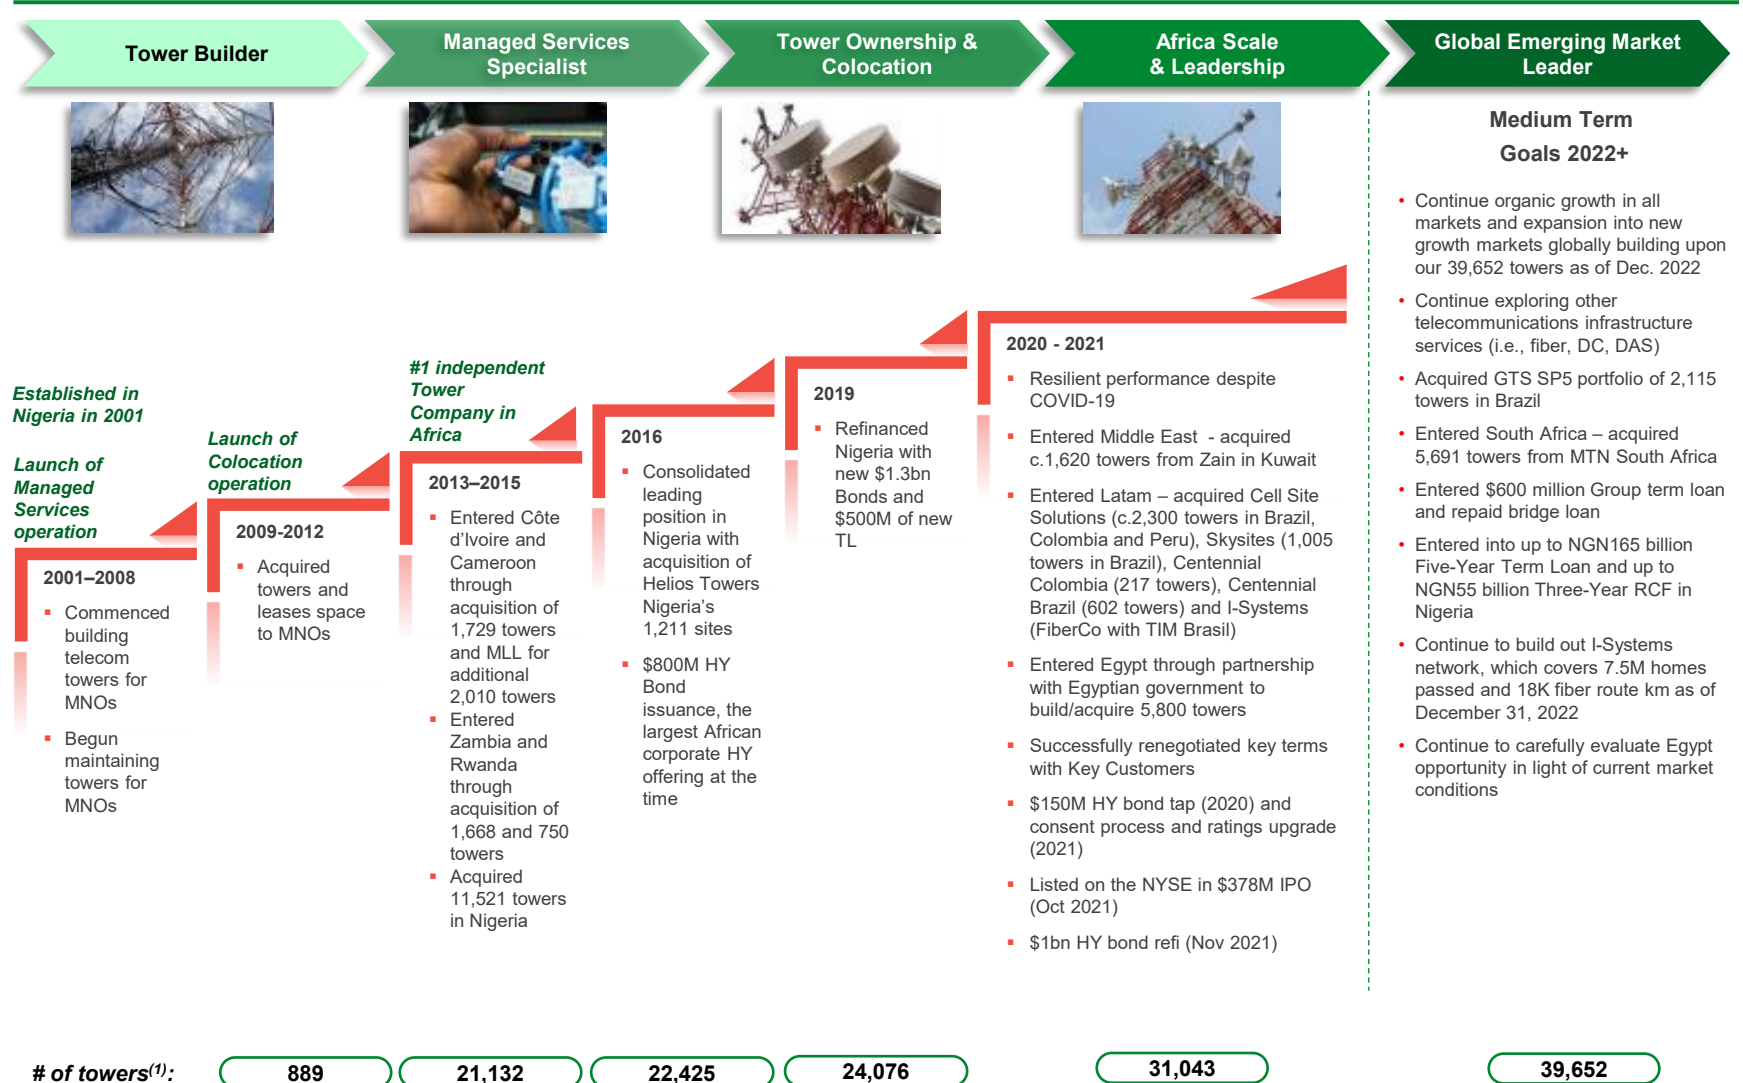 Tower Builder
Managed Services
Specialist
Tower Ownership &
Colocation
Africa Scale
& Leadership
Global Emerging Market
Leader
Established in
Nigeria in 2001
Launch of
Managed
Services
operation
2001–2008
▪ Commenced
building
telecom
towers for
MNOs
▪ Begun
maintaining
towers for
MNOs
Launch of
Colocation
operation
2009-2012
▪ Acquired
towers and
leases space
to MNOs
#1 independent
Tower
Company in
Africa
2013–2015
▪ Entered Côte
d’Ivoire and
Cameroon
through
acquisition of
1,729 towers
and MLL for
additional
2,010 towers
▪ Entered
Zambia and
Rwanda
through
acquisition of
1,668 and 750
towers
▪ Acquired
11,521 towers
in Nigeria
2016
▪ Consolidated
leading
position in
Nigeria with
acquisition of
Helios Towers
Nigeria’s
1,211 sites
▪ $800M HY
Bond
issuance, the
largest African
corporate HY
offering at the
time
2019
▪ Refinanced
Nigeria with
new $1.3bn
Bonds and
$500M of new
TL
2020 - 2021
▪ Resilient performance despite
COVID-19
▪ Entered Middle East - acquired
c.1,620 towers from Zain in Kuwait
▪ Entered Latam – acquired Cell Site
Solutions (c.2,300 towers in Brazil,
Colombia and Peru), Skysites (1,005
towers in Brazil), Centennial
Colombia (217 towers), Centennial
Brazil (602 towers) and I-Systems
(FiberCo with TIM Brasil)
▪ Entered Egypt through partnership
with Egyptian government to
build/acquire 5,800 towers
▪ Successfully renegotiated key terms
with Key Customers
▪ $150M HY bond tap (2020) and
consent process and ratings upgrade
(2021)
▪ Listed on the NYSE in $378M IPO
(Oct 2021)
▪ $1bn HY bond refi (Nov 2021)
Medium Term
Goals 2022+
• Continue organic growth in all
markets and expansion into new
growth markets globally building upon
our 39,652 towers as of Dec. 2022
• Continue exploring other
telecommunications infrastructure
services (i.e., fiber, DC, DAS)
• Acquired GTS SP5 portfolio of 2,115
towers in Brazil
• Entered South Africa – acquired
5,691 towers from MTN South Africa
• Entered $600 million Group term loan
and repaid bridge loan
• Entered into up to NGN165 billion
Five-Year Term Loan and up to
NGN55 billion Three-Year RCF in
Nigeria
• Continue to build out I-Systems
network, which covers 7.5M homes
passed and 18K fiber route km as of
December 31, 2022
• Continue to carefully evaluate Egypt
opportunity in light of current market
conditions
# of towers(1):
889
21,132
22,425
24,076
31,043
39,652